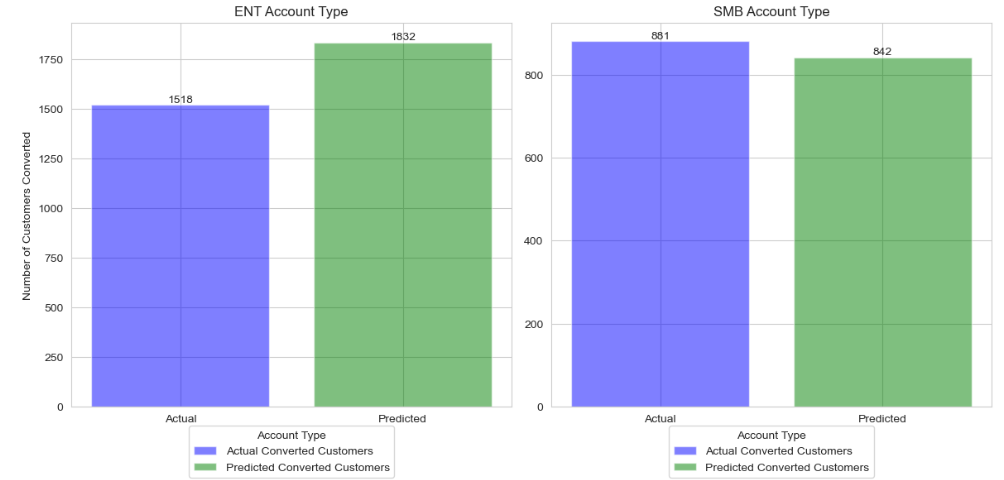 ENT Account Type
Number of Customers Converted
1750
1500
1250
1000
750
500
250
0
1518
1832
Actual
Predicted
Account Type
Actual Converted Customers
Predicted Converted Customers
SMB Account Type
800
600
400
200
0
881
842
Actual
Predicted
Account Type
Actual Converted Customers
Predicted Converted Customers